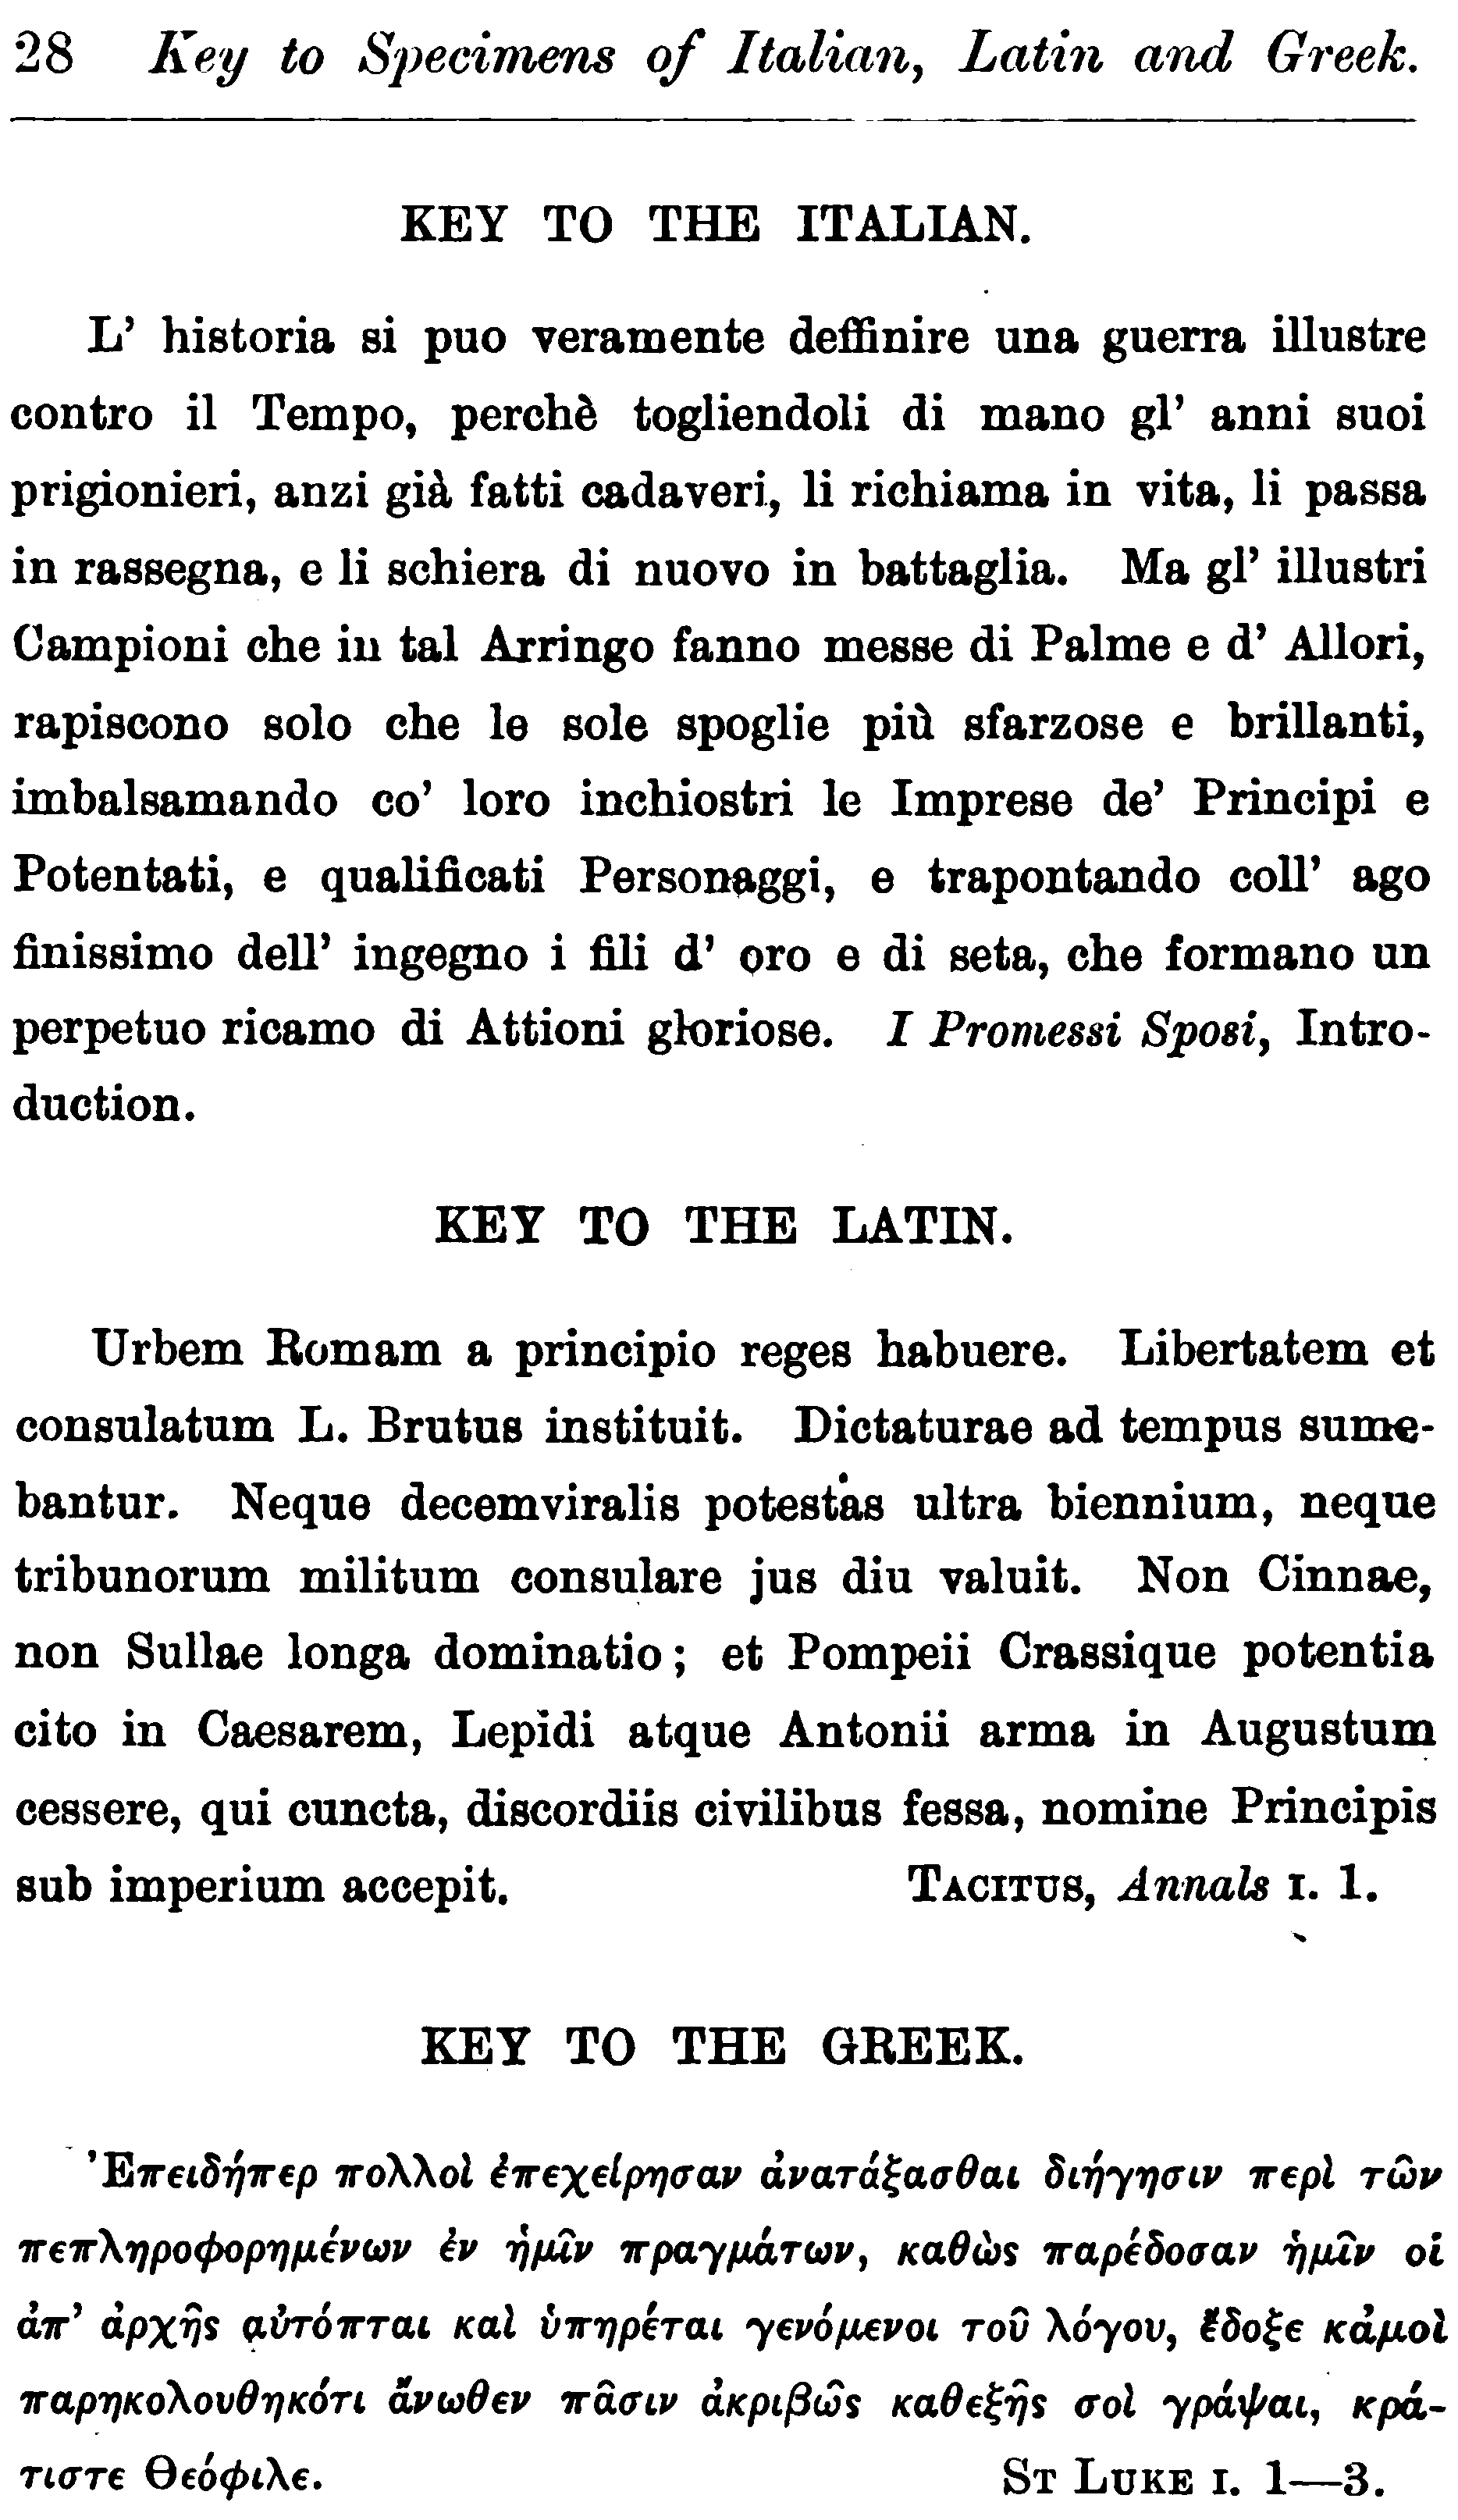 28 Key to Specimens of Italian, Latin and Greek.
KEY TO THE ITALIAN.
L' historia si puo veramente deffinire una guerra illustre
contro il Tempo, perchè togliendoli di mano gl' anni suoi
prigionieri, anzi già fatti cadaveri, li richiama in vita, li passa
in rassegna, e li schiera di nuovo in battaglia. Ma gl' illustri
Campioni che in tal Arringo fanno messe di Palme e d' Allori,
rapiscono solo che le sole spoglie più sfarzose e brillanti,
imbalsamando co' loro inchiostri le Imprese de' Principi e
Potentati, e qualificati Personaggi, e trapontando coll' ago
finissimo dell' ingegno i fili d' oro e di seta, che formano un
perpetuo ricamo di Attioni gloriose. I Promessi Sposi, Intro-
duction.
KEY TO THE LATIN.
Urbem Romam a principio reges habuere. Libertatem et
consulatum L. Brutus instituit. Dictaturae ad tempus sume-
bantur. Neque decemviralis potestas ultra biennium, neque
tribunorum militum consulare jus diu valuit. Non Cinnae,
non Sullae longa dominatio; et Pompeii Crassique potentia
cito in Caesarem, Lepidi atque Antonii arma in Augustum
cessere, qui cuncta, discordiis civilibus fessa, nomine Principis
sub imperium accepit. TACITUS, Annals I. 1.
KEY TO THE GREEK.
Ἐπειδήπερ πολλοὶ ἐπεχείρησαν ἀνατάξασθαι διήγησιν περὶ τῶν
πεπληροφορημένων ἐν ἡμῖν πραγμάτων, καθὼς παρέδοσαν ἡμῖν οἱ
ἀπ' ἀρχῆς αὐτόπται καὶ ὑπηρέται γενόμενοι τοῦ λόγου, ἔδοξε κἀμοὶ
παρηκολουθηκότι ἄνωθεν πᾶσιν ἀκριβῶς καθεξῆς σοὶ γράψαι, κρά-
τιστε Θεόφιλε. ST LUKE I. 1—3.